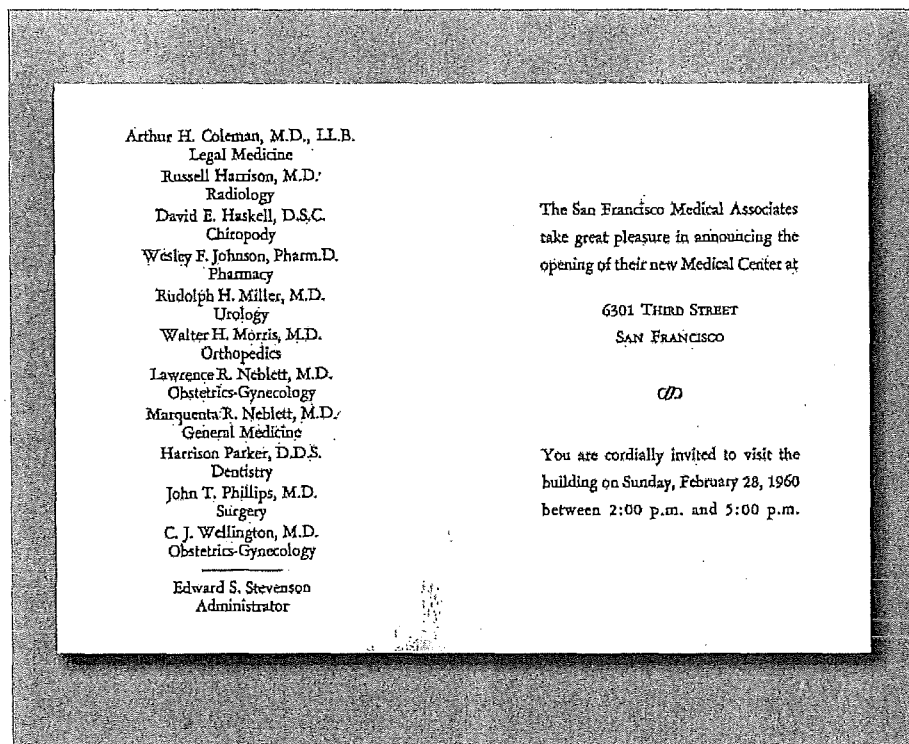 Arthur H. Coleman, M.D., LL.B.
Legal Medicine
Russell Harrison, M.D.
Radiology
David E. Haskell, D.S.C.
Chiropody
Wesley F. Johnson, Pharm.D.
Pharmacy
Rudolph H. Miller, M.D.
Urology
Walter H. Morris, M.D.
Orthopedics
Lawrence R. Neblett, M.D.
Obstetrics-Gynecology
Marquenta R. Neblett, M.D.
General Medicine
Harrison Parker, D.D.S.
Dentistry
John T. Phillips, M.D.
Surgery
C. J. Wellington, M.D.
Obstetrics-Gynecology
Edward S. Stevenson
Administrator
The San Francisco Medical Associates
take great pleasure in announcing the
opening of their new Medical Center at
6301 THIRD STREET
SAN FRANCISCO
You are cordially invited to visit the
building on Sunday, February 28, 1960
between 2:00 p.m. and 5:00 p.m.